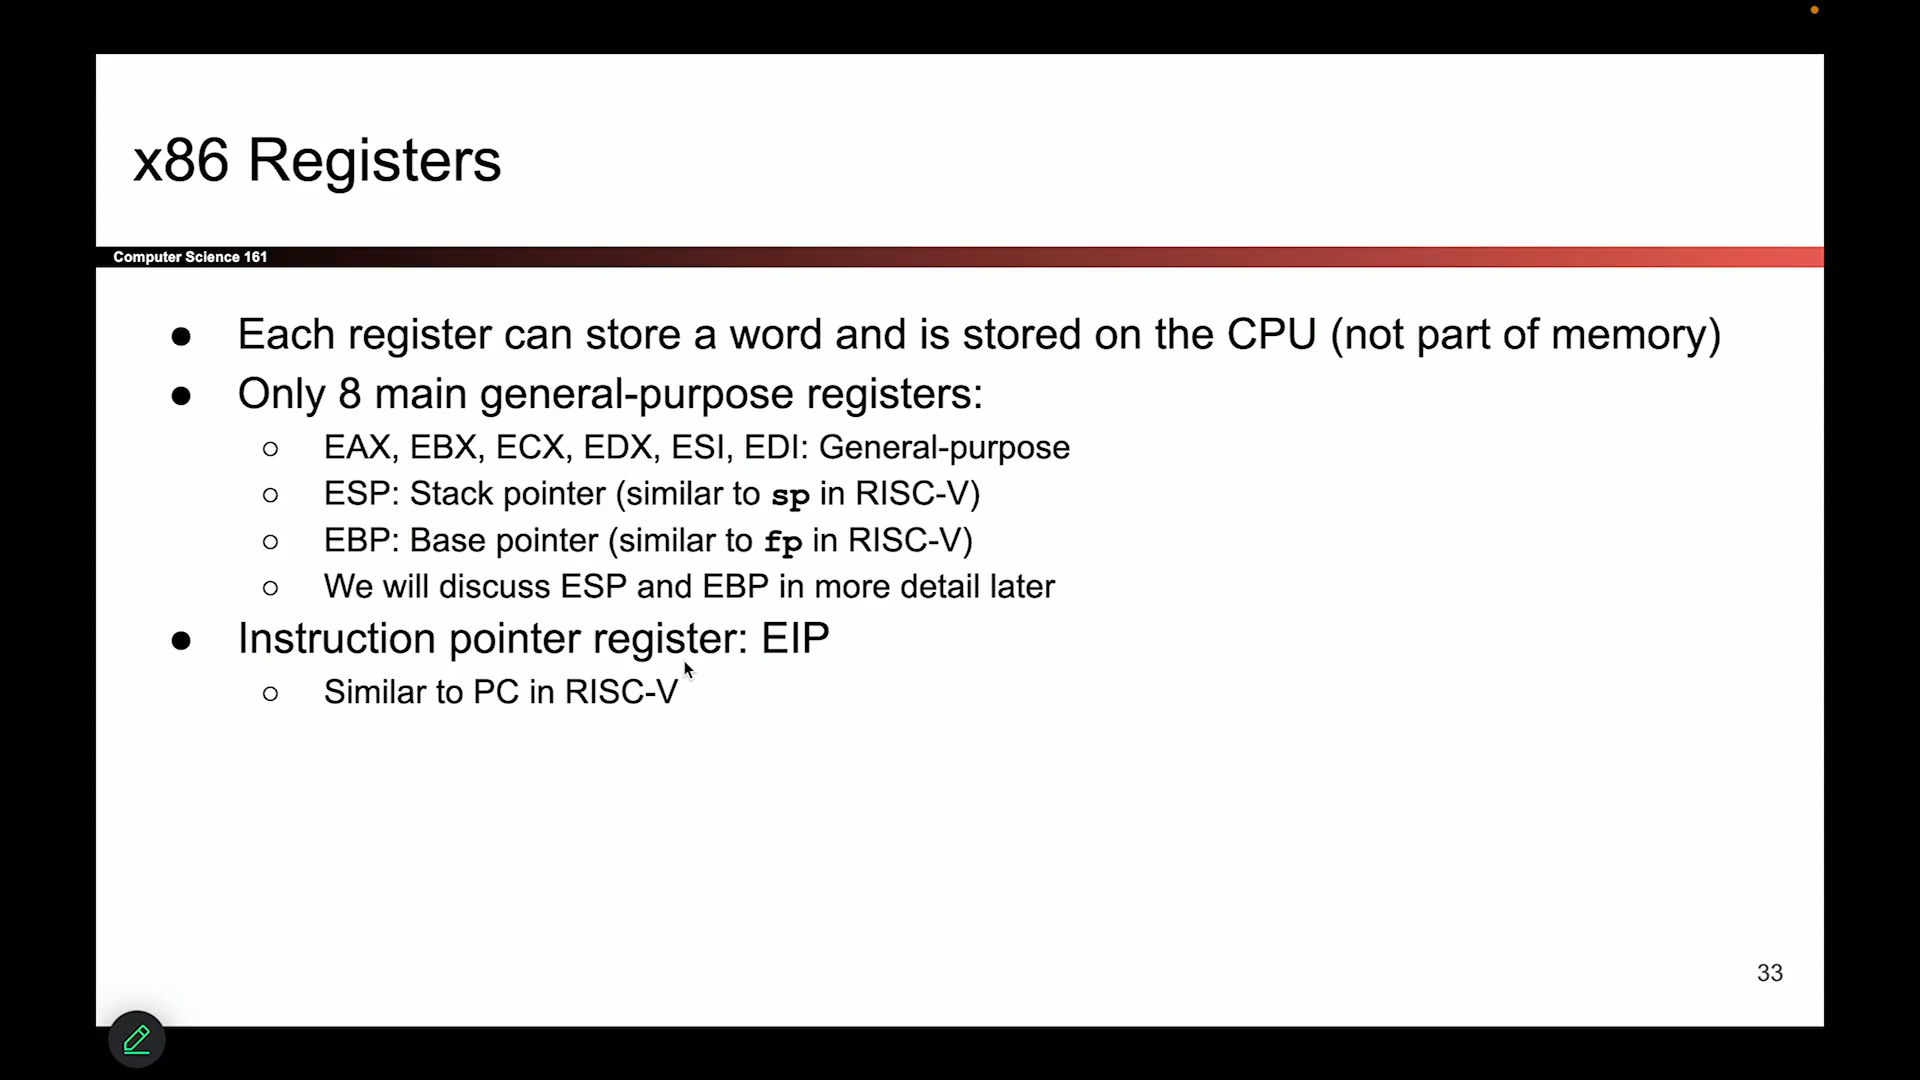 x86 Registers
Computer Science 161
● Each register can store a word and is stored on the CPU (not part of memory)
● Only 8 main general-purpose registers:
○ EAX, EBX, ECX, EDX, ESI, EDI: General-purpose
○ ESP: Stack pointer (similar to sp in RISC-V)
○ EBP: Base pointer (similar to fp in RISC-V)
○ We will discuss ESP and EBP in more detail later
● Instruction pointer register: EIP
○ Similar to PC in RISC-V
33